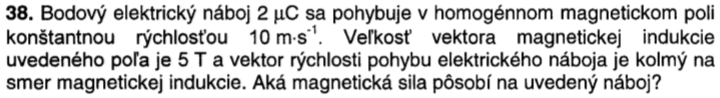 38. Bodový elektrický náboj 2 μC sa pohybuje v homogénnom magnetickom poli
konštantnou rýchlosťou 10 m·s⁻¹. Veľkosť vektora magnetickej indukcie
uvedeného poľa je 5 T a vektor rýchlosti pohybu elektrického náboja je kolmý na
smer magnetickej indukcie. Aká magnetická sila pôsobí na uvedený náboj?